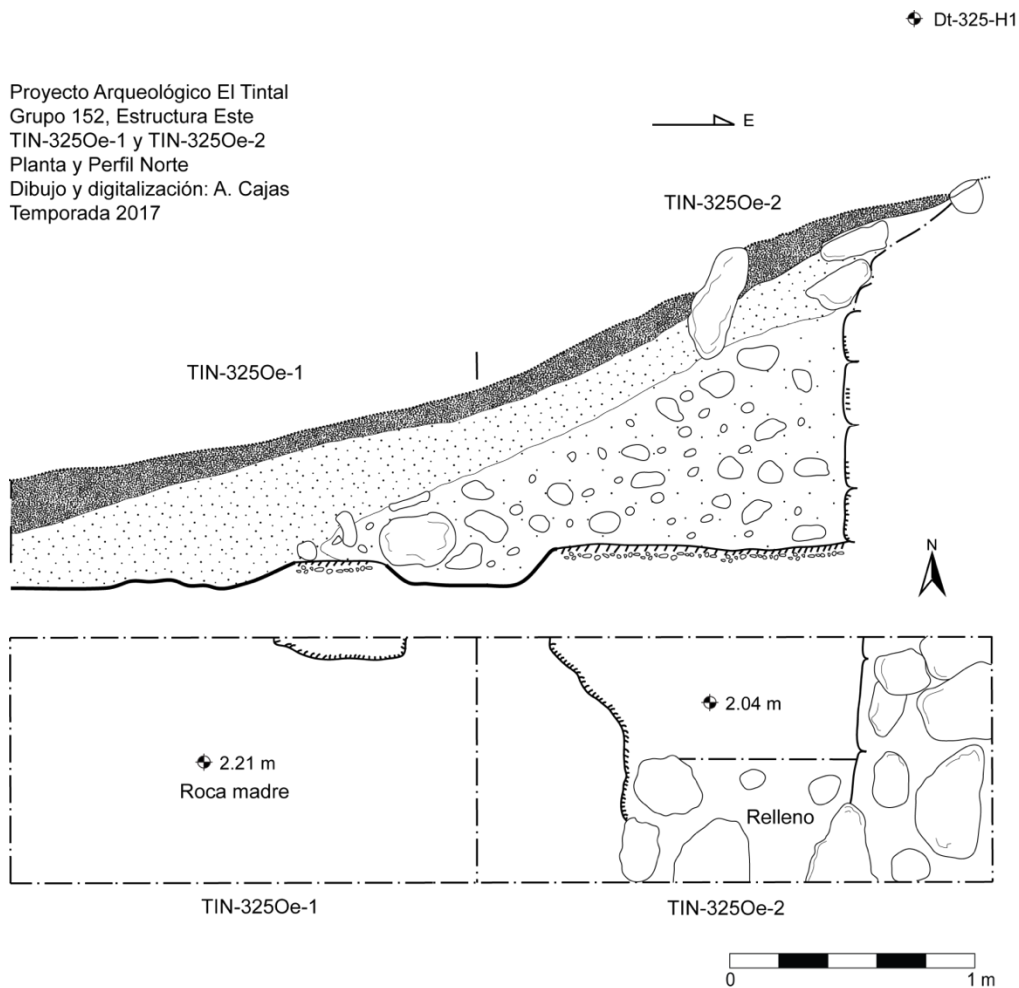 Dt-325-H1
Proyecto Arqueológico El Tintal
Grupo 152, Estructura Este
TIN-325Oe-1 y TIN-325Oe-2
Planta y Perfil Norte
Dibujo y digitalización: A. Cajas
Temporada 2017
E
TIN-325Oe-2
TIN-325Oe-1
N
2.04 m
2.21 m
Roca madre
Relleno
TIN-325Oe-1
TIN-325Oe-2
0
1 m